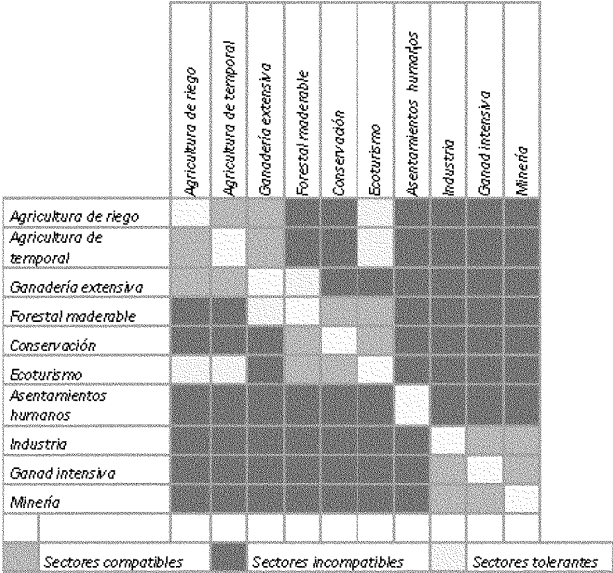 Agricultura de riego
Agricultura de temporal
Ganadería extensiva
Forestal maderable
Conservación
Ecoturismo
Asentamientos humanos
Industria
Ganad intensiva
Minería
Agricultura de riego
Agricultura de
temporal
Ganadería extensiva
Forestal maderable
Conservación
Ecoturismo
Asentamientos
humanos
Industria
Ganad intensiva
Minería
Sectores compatibles
Sectores incompatibles
Sectores tolerantes